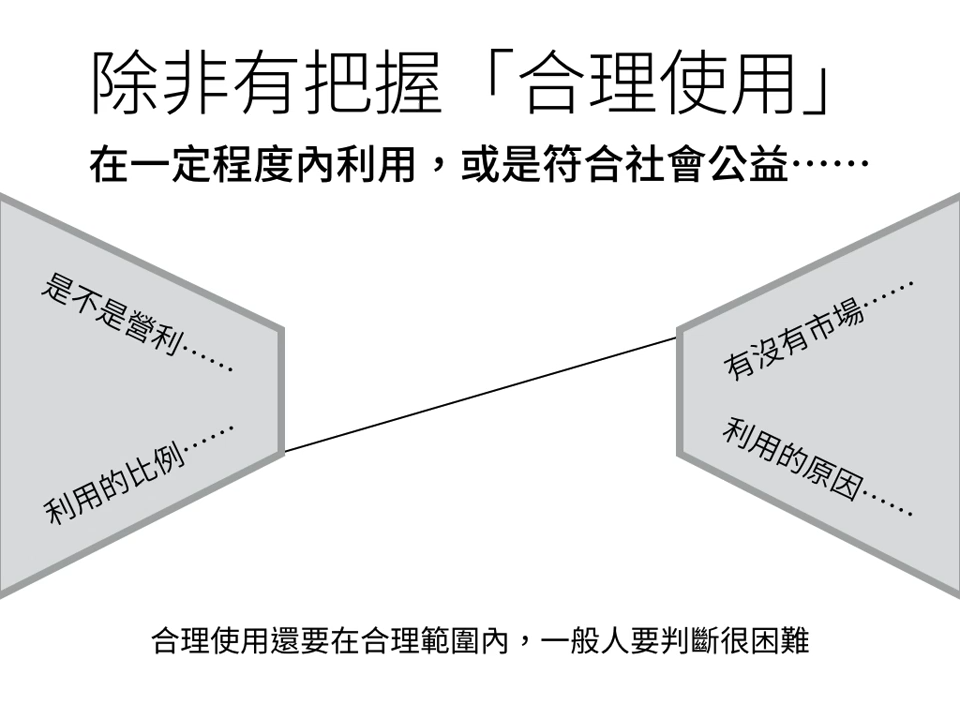 除非有把握「合理使用」
在一定程度內利用，或是符合社會公益⋯⋯
是不是營利⋯⋯
利用的比例⋯⋯
有沒有市場⋯⋯
利用的原因⋯⋯
合理使用還要在合理範圍內，一般人要判斷很困難